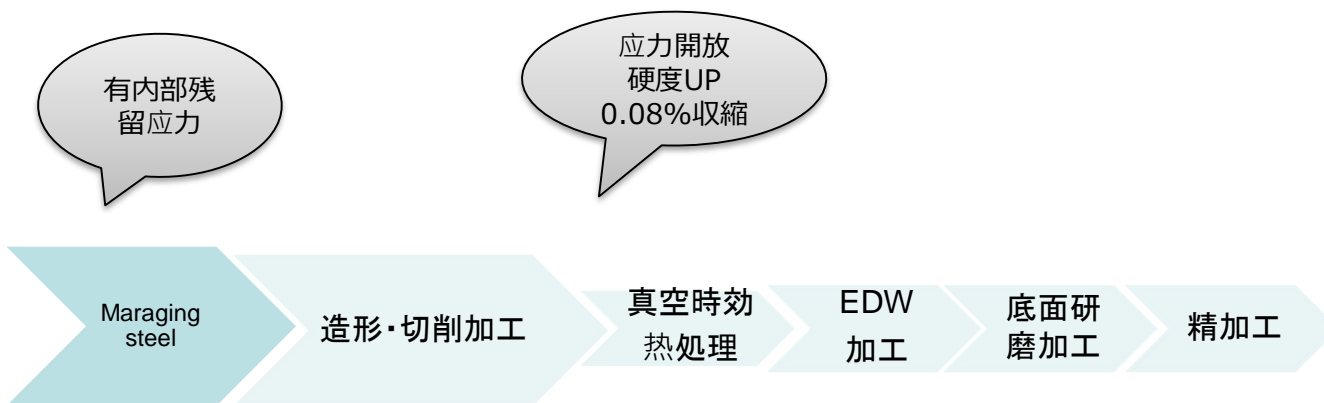 有内部残
留应力
应力開放
硬度UP
0.08%収縮
Maraging
steel
造形・切削加工
真空時効
热処理
EDW
加工
底面研
磨加工
精加工